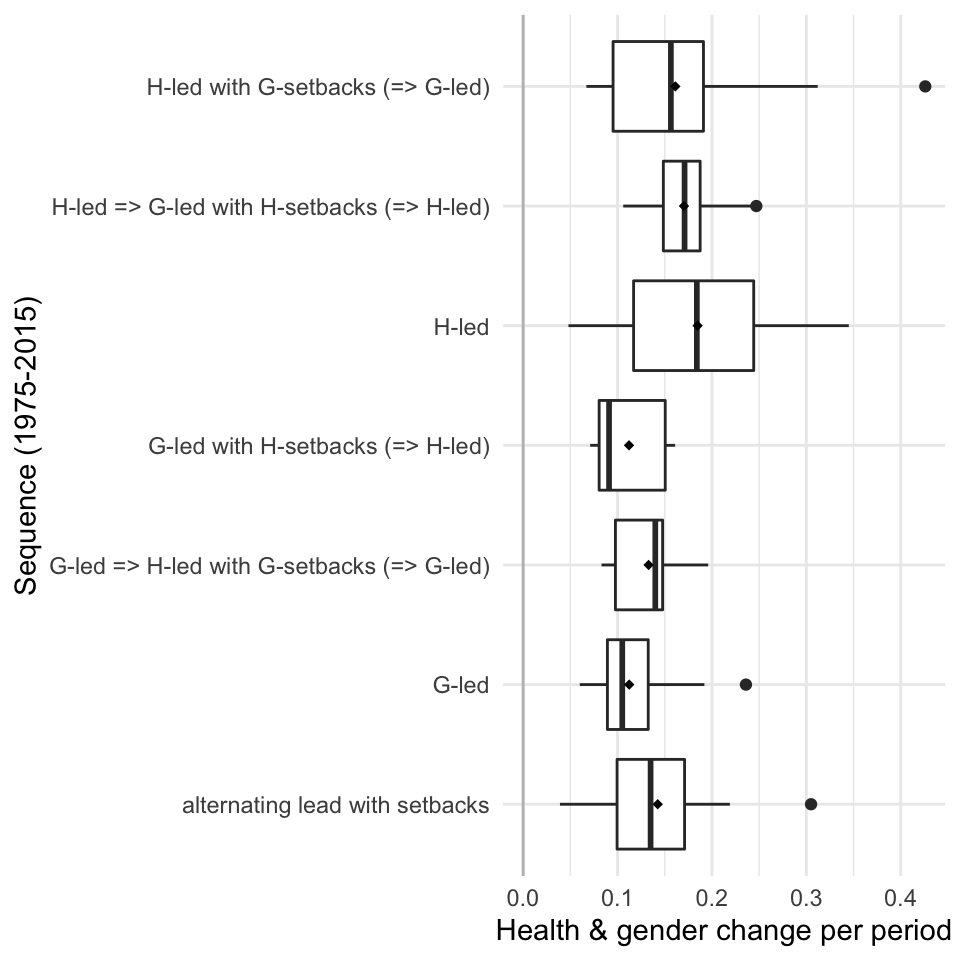 H-led with G-setbacks (=> G-led)
H-led => G-led with H-setbacks (=> H-led)
H-led
G-led with H-setbacks (=> H-led)
G-led => H-led with G-setbacks (=> G-led)
G-led
alternating lead with setbacks
Sequence (1975-2015)
0.0 0.1 0.2 0.3 0.4
Health & gender change per period